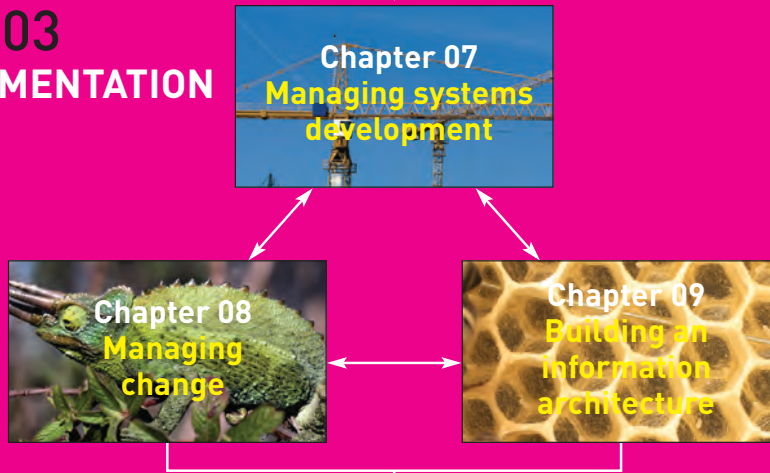 03
MENTATION
Chapter 07
Managing systems
development
Chapter 08
Managing
change
Chapter 09
Building an
information
architecture